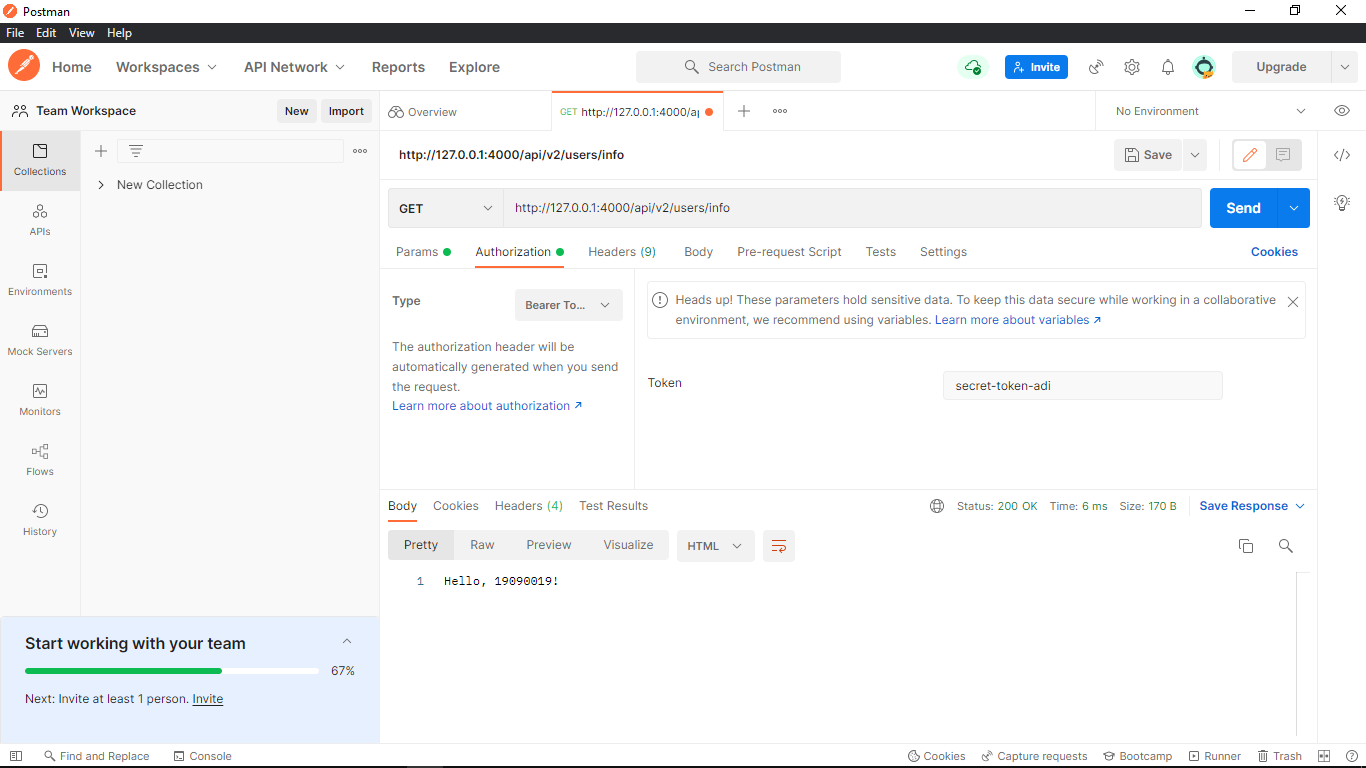 Postman
File Edit View Help
Home Workspaces API Network Reports Explore Search Postman Invite Upgrade
Team Workspace New Import Overview GET http://127.0.0.1:4000/ap No Environment
http://127.0.0.1:4000/api/v2/users/info Save
GET http://127.0.0.1:4000/api/v2/users/info Send
Params Authorization Headers (9) Body Pre-request Script Tests Settings Cookies
Collections
New Collection
APIs
Environments
Mock Servers
Monitors
Flows
History
Type Bearer To...
The authorization header will be
automatically generated when you send
the request.
Learn more about authorization ↗
Heads up! These parameters hold sensitive data. To keep this data secure while working in a collaborative
environment, we recommend using variables. Learn more about variables ↗
Token secret-token-adi
Body Cookies Headers (4) Test Results Status: 200 OK Time: 6 ms Size: 170 B Save Response
Pretty Raw Preview Visualize HTML
1 Hello, 19090019!
Start working with your team
67%
Next: Invite at least 1 person. Invite
Find and Replace Console Cookies Capture requests Bootcamp Runner Trash